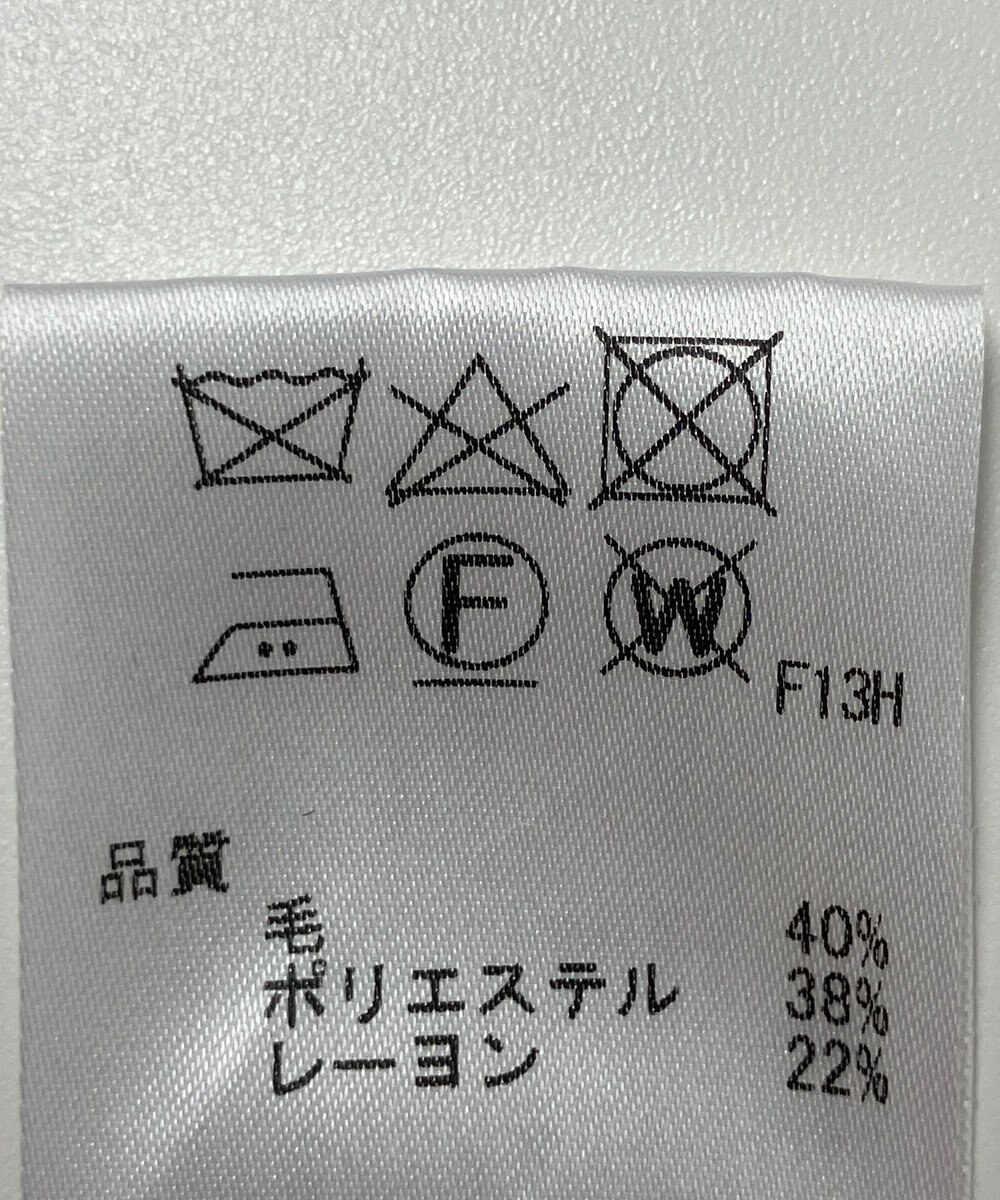 F W
F13H
品質
毛 40%
ポリエステル 38%
レーヨン 22%